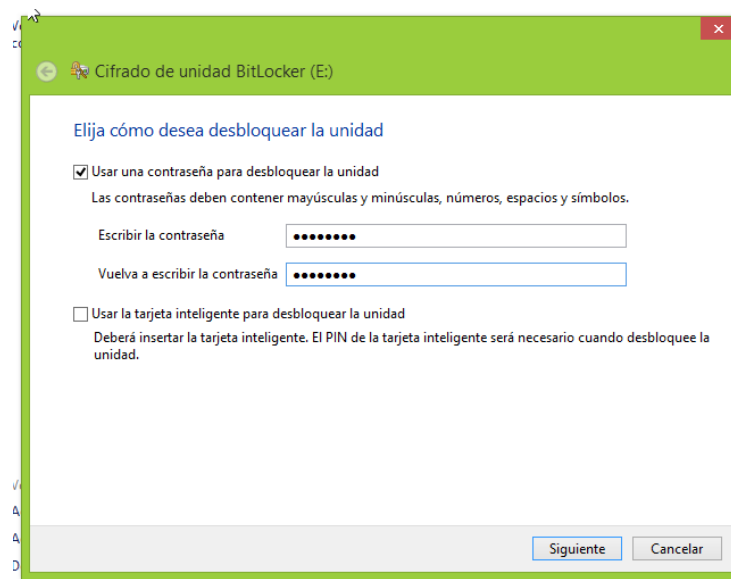 Cifrado de unidad BitLocker (E:)
Elija cómo desea desbloquear la unidad
Usar una contraseña para desbloquear la unidad
Las contraseñas deben contener mayúsculas y minúsculas, números, espacios y símbolos.
Escribir la contraseña ●●●●●●●●
Vuelva a escribir la contraseña ●●●●●●●●
Usar la tarjeta inteligente para desbloquear la unidad
Deberá insertar la tarjeta inteligente. El PIN de la tarjeta inteligente será necesario cuando desbloquee la
unidad.
Siguiente Cancelar